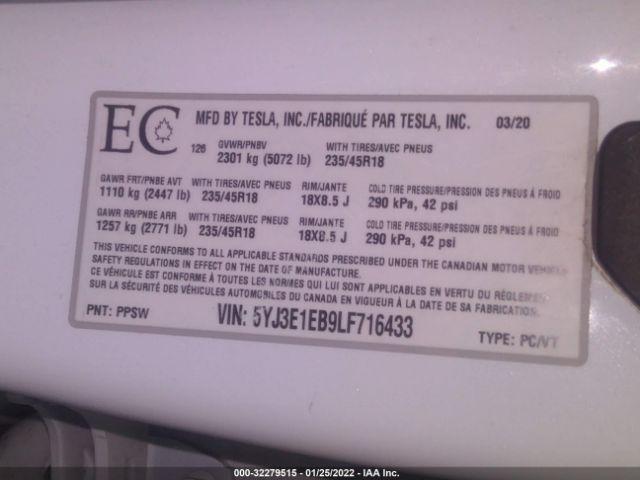 EC
MFD BY TESLA, INC./FABRIQUÉ PAR TESLA, INC. 03/20
126 GVWR/PNBV WITH TIRES/AVEC PNEUS
2301 kg (5072 lb) 235/45R18
GAWR FRT/PNBE AVT WITH TIRES/AVEC PNEUS RIM/JANTE COLD TIRE PRESSURE/PRESSION DES PNEUS À FROID
1110 kg (2447 lb) 235/45R18 18X8.5 J 290 kPa, 42 psi
GAWR RR/PNBE ARR WITH TIRES/AVEC PNEUS RIM/JANTE COLD TIRE PRESSURE/PRESSION DES PNEUS À FROID
1257 kg (2771 lb) 235/45R18 18X8.5 J 290 kPa, 42 psi
THIS VEHICLE CONFORMS TO ALL APPLICABLE STANDARDS PRESCRIBED UNDER THE CANADIAN MOTOR VEHICLE
SAFETY REGULATIONS IN EFFECT ON THE DATE OF MANUFACTURE.
CE VÉHICULE EST CONFORME À TOUTES LES NORMES QUI LUI SONT APPLICABLES EN VERTU DU RÉGLEME
SUR LA SÉCURITÉ DES VÉHICULES AUTOMOBILES DU CANADA EN VIGUEUR À LA DATE DE SA FABRICATION.
PNT: PPSW VIN: 5YJ3E1EB9LF716433 TYPE: PC/VT
000-32279515 - 01/25/2022 - IAA Inc.